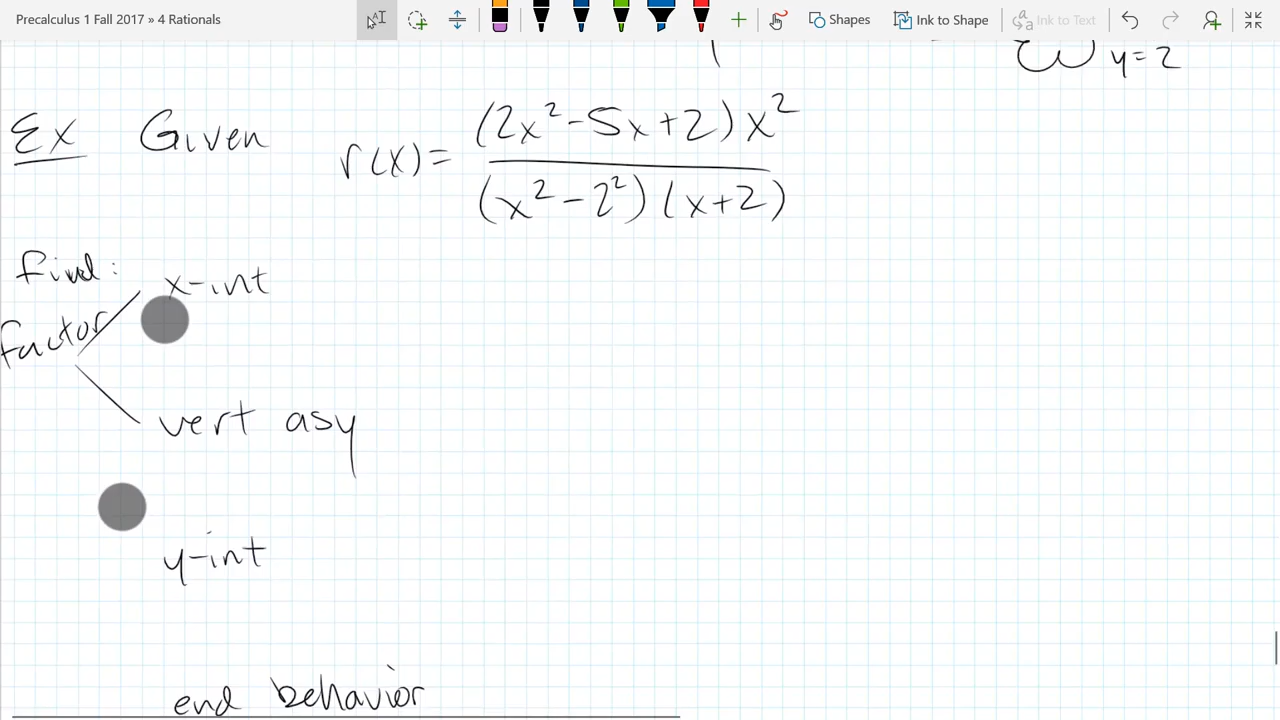 Precalculus 1 Fall 2017 » 4 Rationals
Shapes
Ink to Shape
Ink to Text
y=2
Ex Given r(x)= (2x²-5x+2)x² / (x²-2²)(x+2)
find:
x-int
factor
vert asy
y-int
end behavior